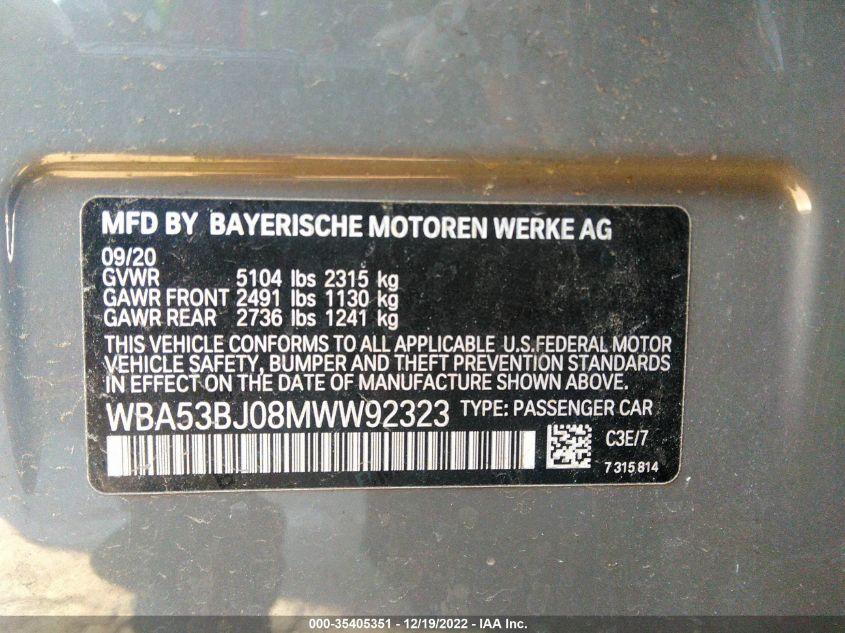 MFD BY BAYERISCHE MOTOREN WERKE AG
09/20
GVWR 5104 lbs 2315 kg
GAWR FRONT 2491 lbs 1130 kg
GAWR REAR 2736 lbs 1241 kg
THIS VEHICLE CONFORMS TO ALL APPLICABLE U.S.FEDERAL MOTOR
VEHICLE SAFETY, BUMPER AND THEFT PREVENTION STANDARDS
IN EFFECT ON THE DATE OF MANUFACTURE SHOWN ABOVE.
WBA53BJ08MWW92323 TYPE: PASSENGER CAR
C3E/7
7 315 814
000-35405351 - 12/19/2022 - IAA Inc.